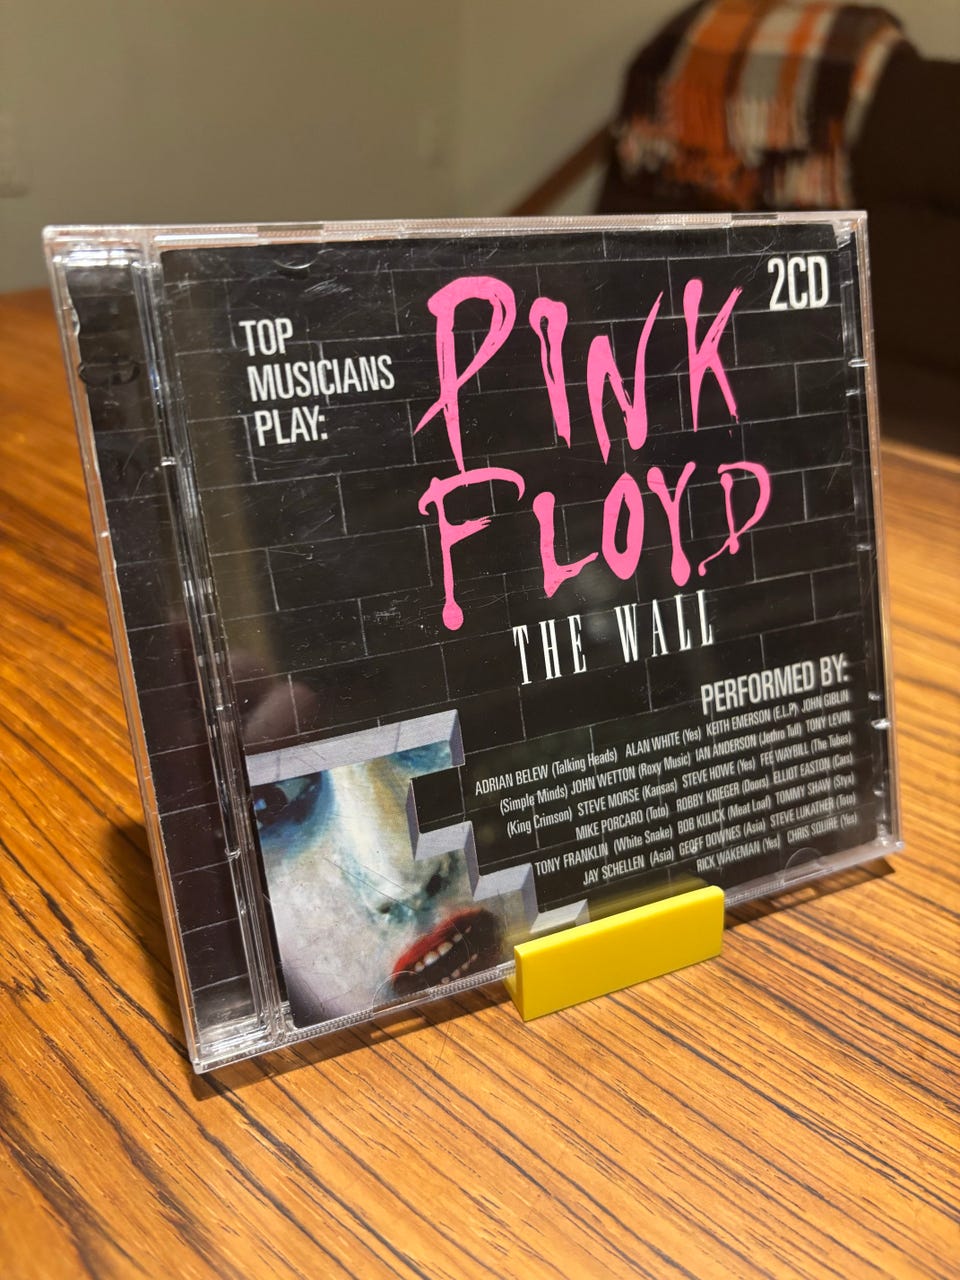 2CD
TOP
MUSICIANS
PLAY:
PINK
FLOYD
THE WALL
PERFORMED BY:
ADRIAN BELEW (Talking Heads) ALAN WHITE (Yes) KEITH EMERSON (E.L.P) JOHN GIBLIN
(Simple Minds) JOHN WETTON (Roxy Music) IAN ANDERSON (Jethro Tull) TONY LEVIN
(King Crimson) STEVE MORSE (Kansas) STEVE HOWE (Yes) FEE WAYBILL (The Tubes)
MIKE PORCARO (Toto) ROBBY KRIEGER (Doors) ELLIOT EASTON (Cars)
TONY FRANKLIN (White Snake) BOB KULICK (Meat Loaf) TOMMY SHAW (Styx)
JAY SCHELLEN (Asia) GEOFF DOWNES (Asia) STEVE LUKATHER (Toto)
RICK WAKEMAN (Yes) CHRIS SQUIRE (Yes)